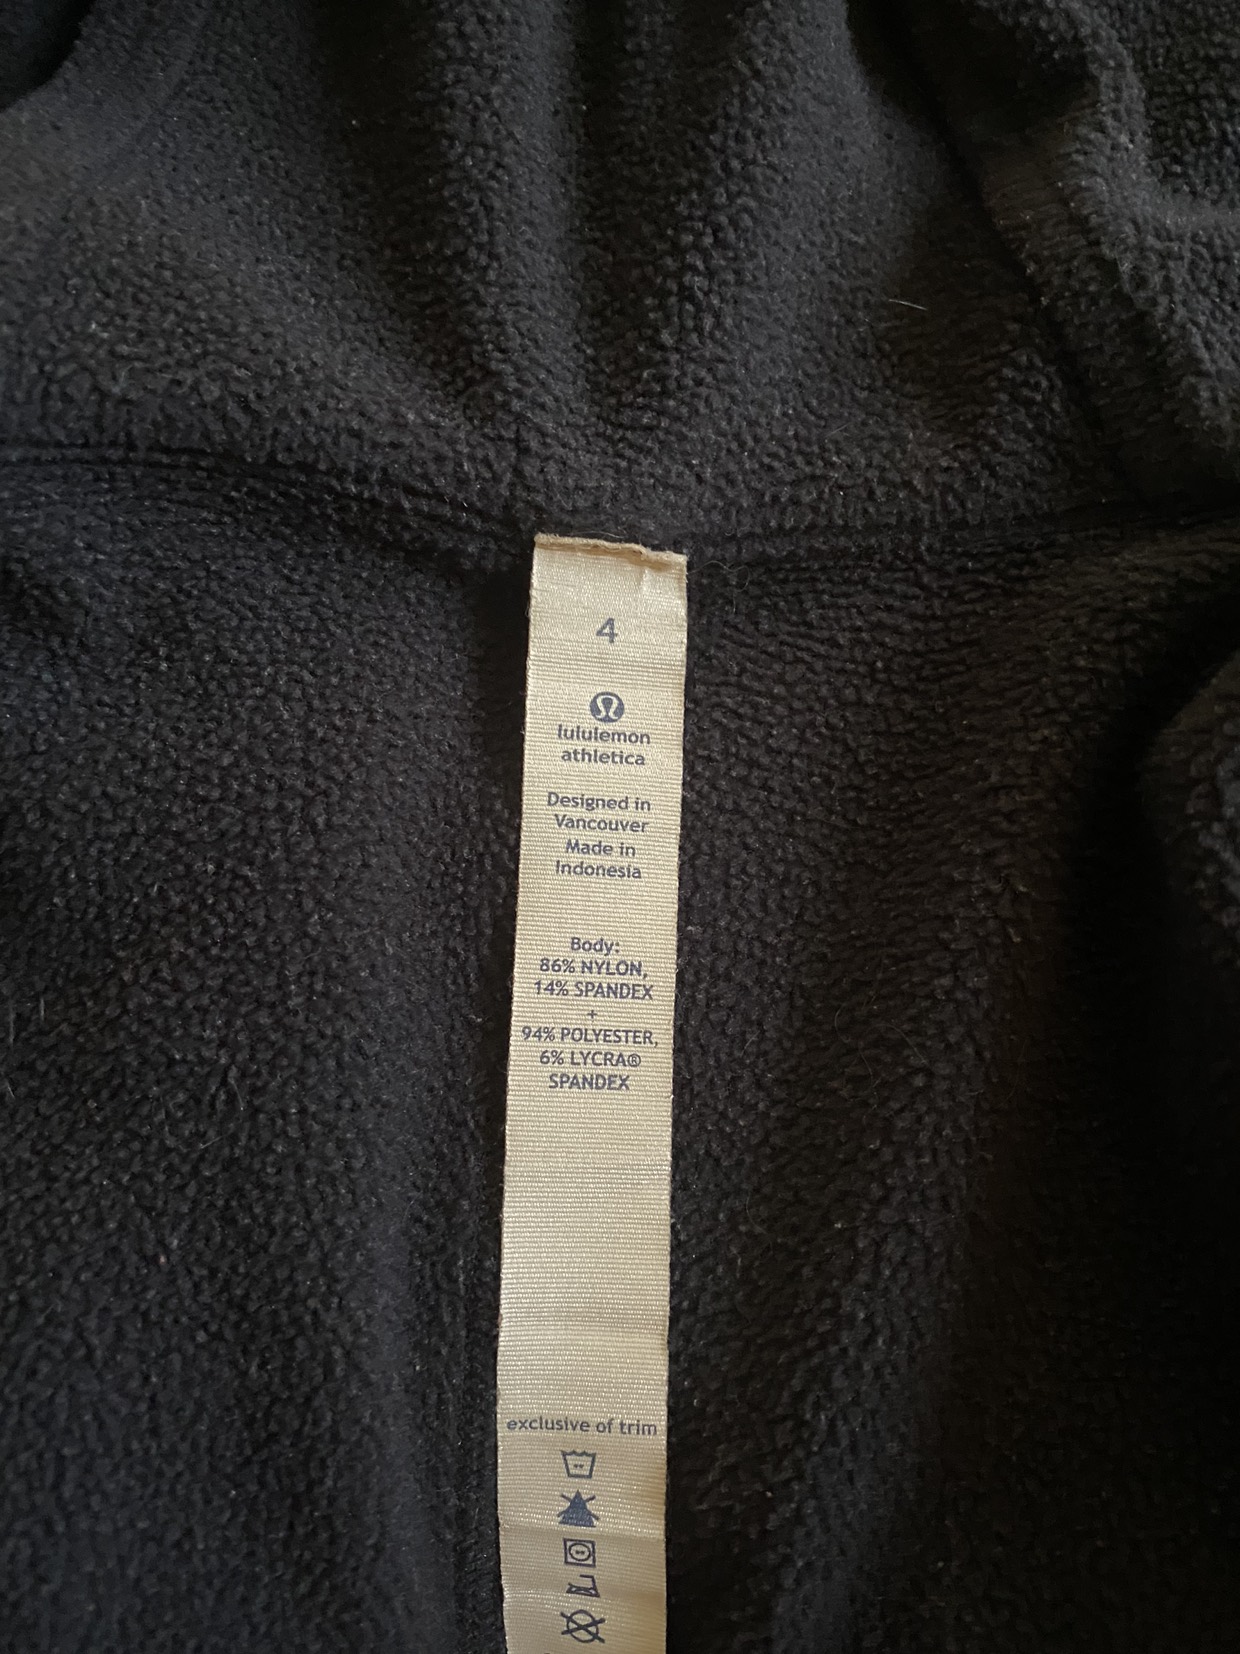 4
lululemon
athletica
Designed in
Vancouver
Made in
Indonesia
Body:
86% NYLON,
14% SPANDEX
+
94% POLYESTER,
6% LYCRA®
SPANDEX
exclusive of trim